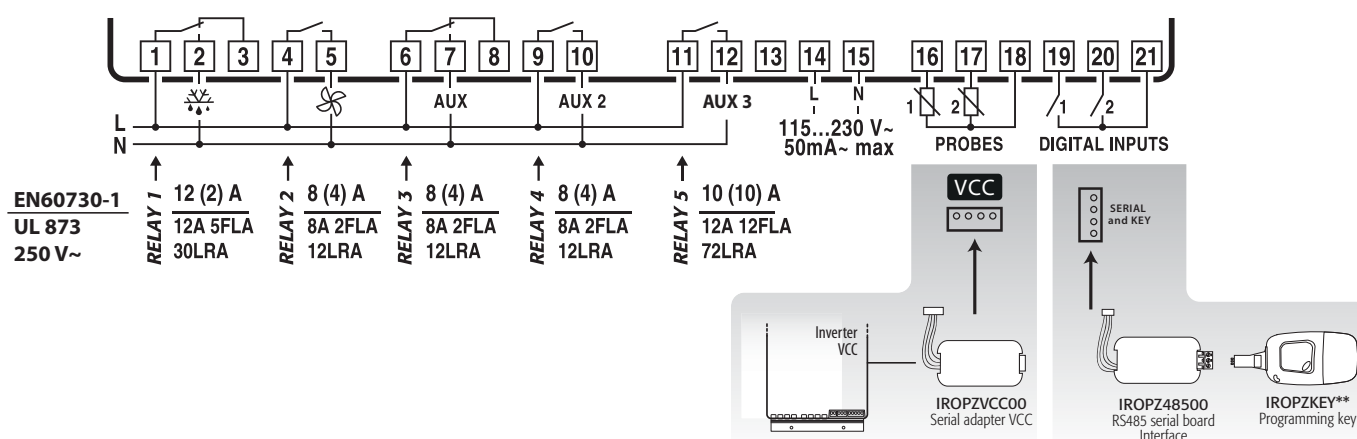 1 2 3 4 5 6 7 8 9 10 11 12 13 14 15 16 17 18 19 20 21
AUX AUX 2 AUX 3 L N 1 2 1 2
L
N
115...230 V~
50mA~ max
PROBES DIGITAL INPUTS
EN60730-1
UL 873
250 V~
RELAY 1
12 (2) A
12A 5FLA
30LRA
RELAY 2
8 (4) A
8A 2FLA
12LRA
RELAY 3
8 (4) A
8A 2FLA
12LRA
RELAY 4
8 (4) A
8A 2FLA
12LRA
RELAY 5
10 (10) A
12A 12FLA
72LRA
VCC
SERIAL
and KEY
Inverter
VCC
IROPZVCC00
Serial adapter VCC
IROPZ48500
RS485 serial board
Interface
IROPZKEY**
Programming key